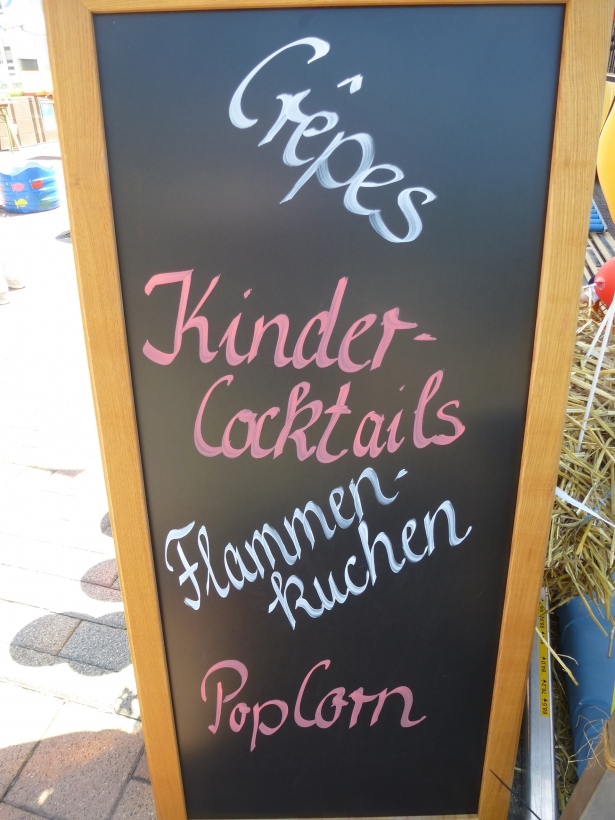 Crêpes
Kinder-
Cocktails
Flammen-
kuchen
PopCorn